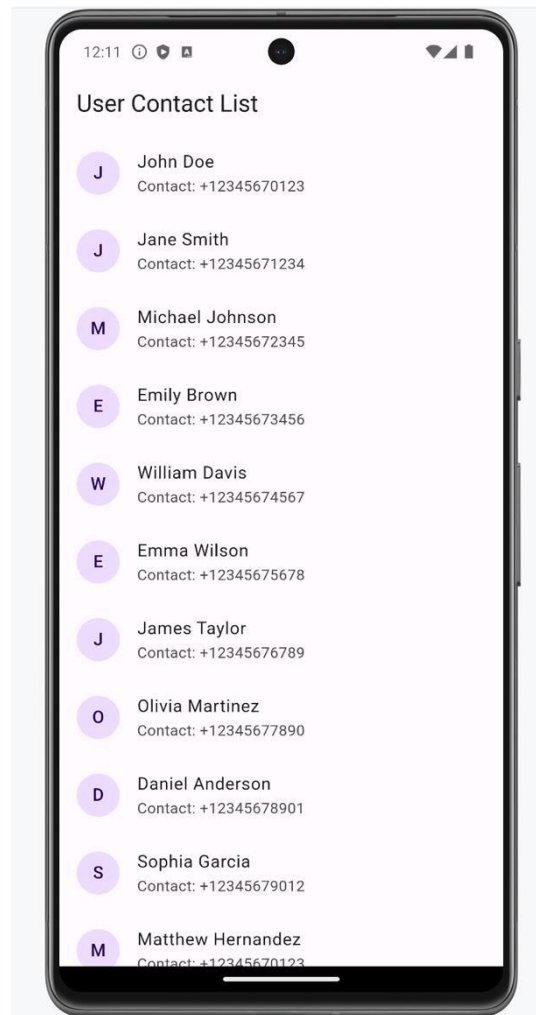 12:11
User Contact List
J
John Doe
Contact: +12345670123
J
Jane Smith
Contact: +12345671234
M
Michael Johnson
Contact: +12345672345
E
Emily Brown
Contact: +12345673456
W
William Davis
Contact: +12345674567
E
Emma Wilson
Contact: +12345675678
J
James Taylor
Contact: +12345676789
O
Olivia Martinez
Contact: +12345677890
D
Daniel Anderson
Contact: +12345678901
S
Sophia Garcia
Contact: +12345679012
M
Matthew Hernandez
Contact: +12345670123